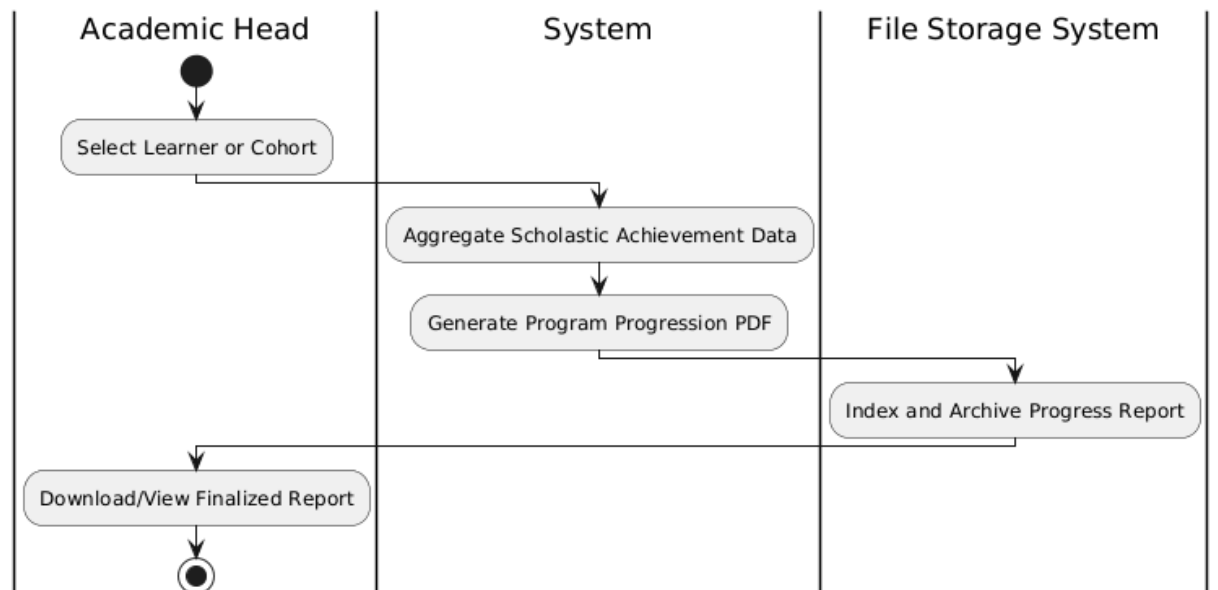 Academic Head
System
File Storage System
Select Learner or Cohort
Aggregate Scholastic Achievement Data
Generate Program Progression PDF
Index and Archive Progress Report
Download/View Finalized Report